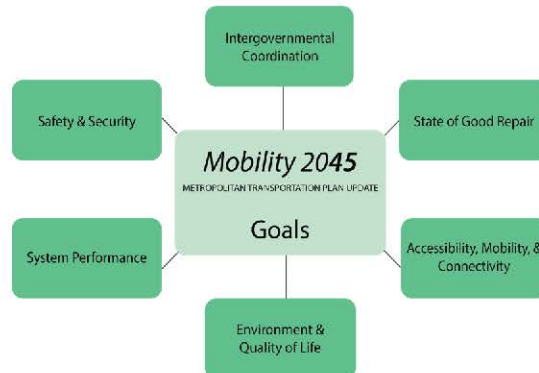 Intergovernmental
Coordination
Safety & Security
State of Good Repair
Mobility 2045
METROPOLITAN TRANSPORTATION PLAN UPDATE
Goals
System Performance
Accessibility, Mobility, &
Connectivity
Environment &
Quality of Life